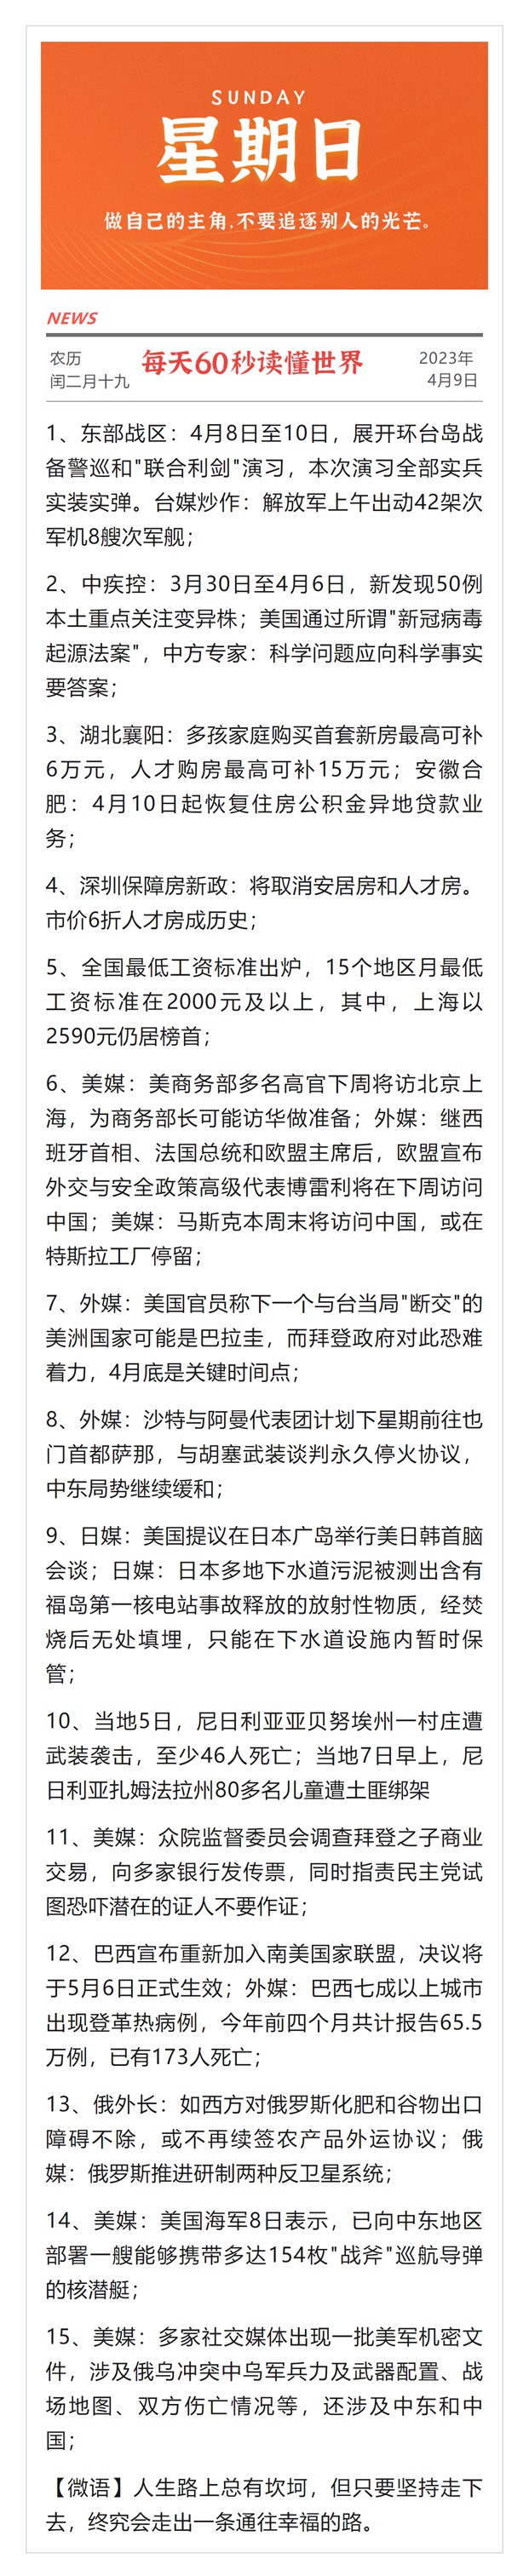 SUNDAY
星期日
做自己的主角,不要追逐别人的光芒。
NEWS
农历
闰二月十九
每天60秒读懂世界
2023年
4月9日
1、东部战区：4月8日至10日，展开环台岛战
备警巡和"联合利剑"演习，本次演习全部实兵
实装实弹。台媒炒作：解放军上午出动42架次
军机8艘次军舰；
2、中疾控：3月30日至4月6日，新发现50例
本土重点关注变异株；美国通过所谓"新冠病毒
起源法案"，中方专家：科学问题应向科学事实
要答案；
3、湖北襄阳：多孩家庭购买首套新房最高可补
6万元，人才购房最高可补15万元；安徽合
肥：4月10日起恢复住房公积金异地贷款业
务；
4、深圳保障房新政：将取消安居房和人才房。
市价6折人才房成历史；
5、全国最低工资标准出炉，15个地区月最低
工资标准在2000元及以上，其中，上海以
2590元仍居榜首；
6、美媒：美商务部多名高官下周将访北京上
海，为商务部长可能访华做准备；外媒：继西
班牙首相、法国总统和欧盟主席后，欧盟宣布
外交与安全政策高级代表博雷利将在下周访问
中国；美媒：马斯克本周末将访问中国，或在
特斯拉工厂停留；
7、外媒：美国官员称下一个与台当局"断交"的
美洲国家可能是巴拉圭，而拜登政府对此恐难
着力，4月底是关键时间点；
8、外媒：沙特与阿曼代表团计划下星期前往也
门首都萨那，与胡塞武装谈判永久停火协议，
中东局势继续缓和；
9、日媒：美国提议在日本广岛举行美日韩首脑
会谈；日媒：日本多地下水道污泥被测出含有
福岛第一核电站事故释放的放射性物质，经焚
烧后无处填埋，只能在下水道设施内暂时保
管；
10、当地5日，尼日利亚亚贝努埃州一村庄遭
武装袭击，至少46人死亡；当地7日早上，尼
日利亚扎姆法拉州80多名儿童遭土匪绑架
11、美媒：众院监督委员会调查拜登之子商业
交易，向多家银行发传票，同时指责民主党试
图恐吓潜在的证人不要作证；
12、巴西宣布重新加入南美国家联盟，决议将
于5月6日正式生效；外媒：巴西七成以上城市
出现登革热病例，今年前四个月共计报告65.5
万例，已有173人死亡；
13、俄外长：如西方对俄罗斯化肥和谷物出口
障碍不除，或不再续签农产品外运协议；俄
媒：俄罗斯推进研制两种反卫星系统；
14、美媒：美国海军8日表示，已向中东地区
部署一艘能够携带多达154枚"战斧"巡航导弹
的核潜艇；
15、美媒：多家社交媒体出现一批美军机密文
件，涉及俄乌冲突中乌军兵力及武器配置、战
场地图、双方伤亡情况等，还涉及中东和中
国；
【微语】人生路上总有坎坷，但只要坚持走下
去，终究会走出一条通往幸福的路。